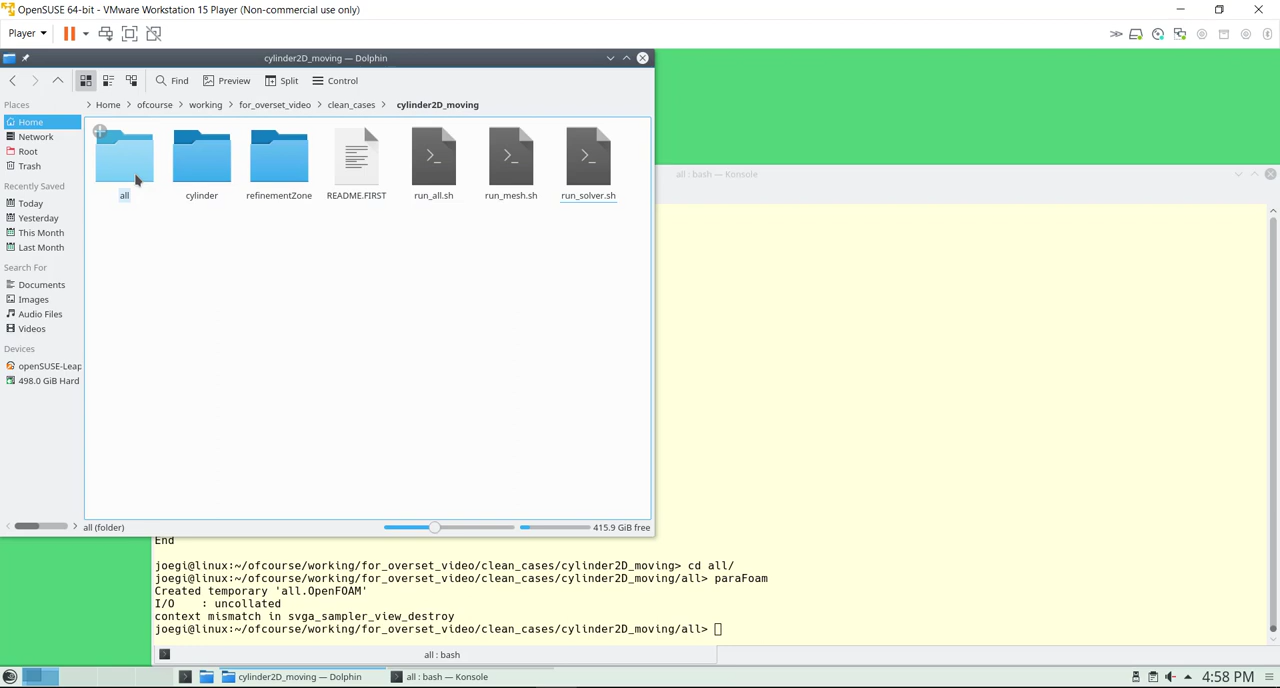 OpenSUSE 64-bit - VMware Workstation 15 Player (Non-commercial use only)
Player
cylinder2D_moving — Dolphin
Find
Preview
Split
Control
Places
Home > ofcourse > working > for_overset_video > clean_cases > cylinder2D_moving
Home
Network
Root
Trash
Recently Saved
Today
Yesterday
This Month
Last Month
Search For
Documents
Images
Audio Files
Videos
Devices
openSUSE-Leap
498.0 GiB Hard
all
cylinder
refinementZone
README.FIRST
run_all.sh
run_mesh.sh
run_solver.sh
all (folder)
415.9 GiB free
all : bash — Konsole
End
joegi@linux:~/ofcourse/working/for_overset_video/clean_cases/cylinder2D_moving> cd all/
joegi@linux:~/ofcourse/working/for_overset_video/clean_cases/cylinder2D_moving/all> paraFoam
Created temporary 'all.OpenFOAM'
I/O    : uncollated
context mismatch in svga_sampler_view_destroy
joegi@linux:~/ofcourse/working/for_overset_video/clean_cases/cylinder2D_moving/all>
all : bash
cylinder2D_moving — Dolphin
all : bash — Konsole
4:58 PM